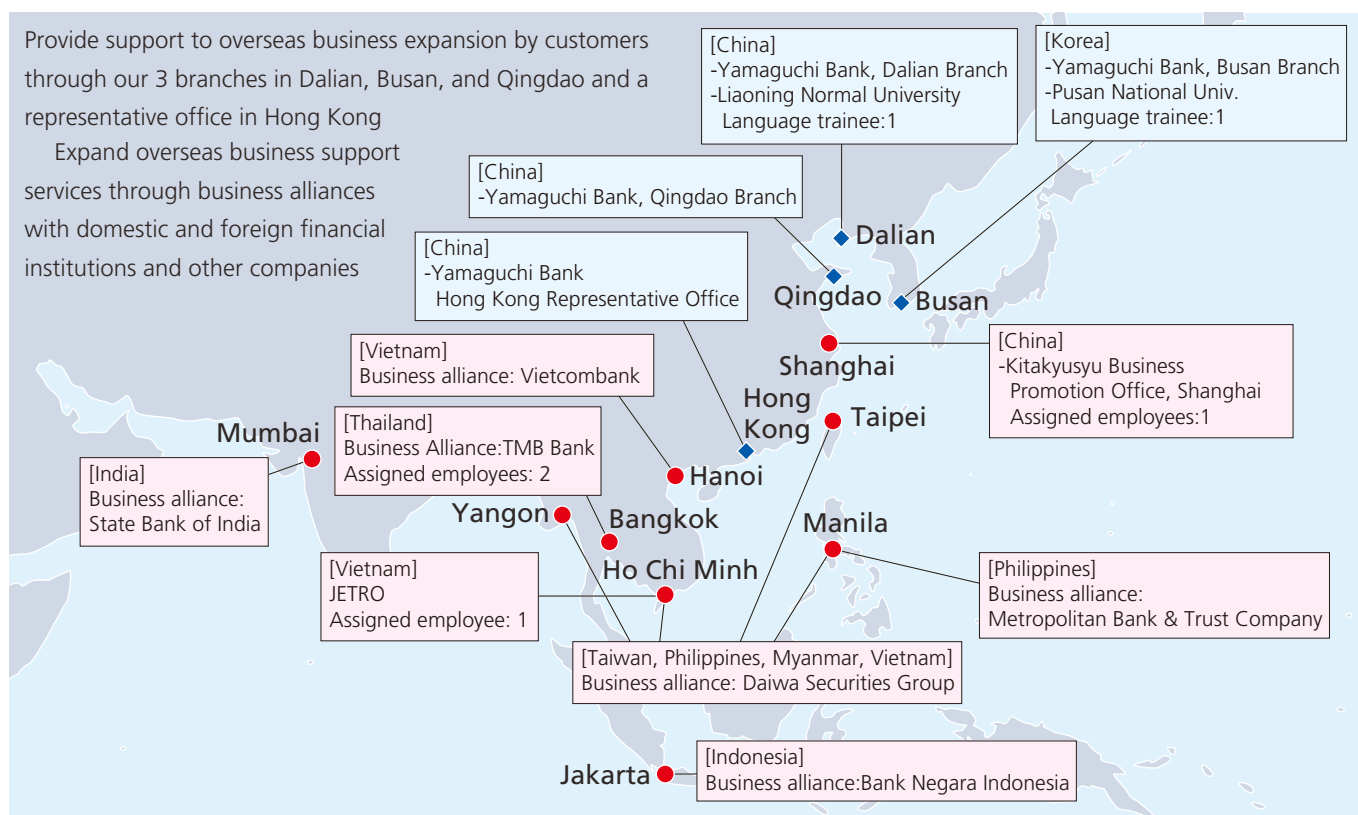 Provide support to overseas business expansion by customers
through our 3 branches in Dalian, Busan, and Qingdao and a
representative office in Hong Kong
Expand overseas business support
services through business alliances
with domestic and foreign financial
institutions and other companies
[China]
-Yamaguchi Bank, Dalian Branch
-Liaoning Normal University
Language trainee:1
[Korea]
-Yamaguchi Bank, Busan Branch
-Pusan National Univ.
Language trainee:1
[China]
-Yamaguchi Bank, Qingdao Branch
[China]
-Yamaguchi Bank
Hong Kong Representative Office
Dalian
Qingdao
Busan
[Vietnam]
Business alliance: Vietcombank
Shanghai
[China]
-Kitakyusyu Business
Promotion Office, Shanghai
Assigned employees:1
Hong
Kong
Taipei
Mumbai
[Thailand]
Business Alliance:TMB Bank
Assigned employees: 2
[India]
Business alliance:
State Bank of India
Hanoi
Yangon
Bangkok
Manila
[Vietnam]
JETRO
Assigned employee: 1
Ho Chi Minh
[Philippines]
Business alliance:
Metropolitan Bank & Trust Company
[Taiwan, Philippines, Myanmar, Vietnam]
Business alliance: Daiwa Securities Group
Jakarta
[Indonesia]
Business alliance:Bank Negara Indonesia